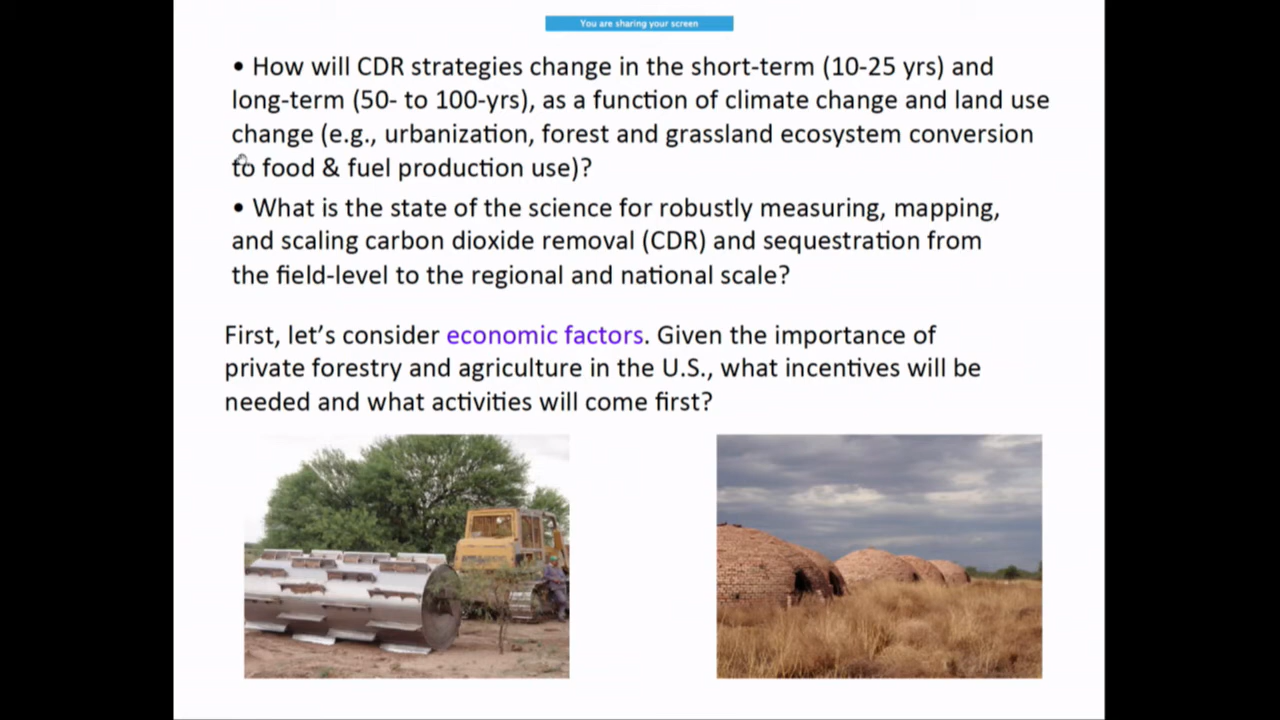 You are sharing your screen
• How will CDR strategies change in the short-term (10-25 yrs) and
long-term (50- to 100-yrs), as a function of climate change and land use
change (e.g., urbanization, forest and grassland ecosystem conversion
to food & fuel production use)?
• What is the state of the science for robustly measuring, mapping,
and scaling carbon dioxide removal (CDR) and sequestration from
the field-level to the regional and national scale?
First, let’s consider economic factors. Given the importance of
private forestry and agriculture in the U.S., what incentives will be
needed and what activities will come first?